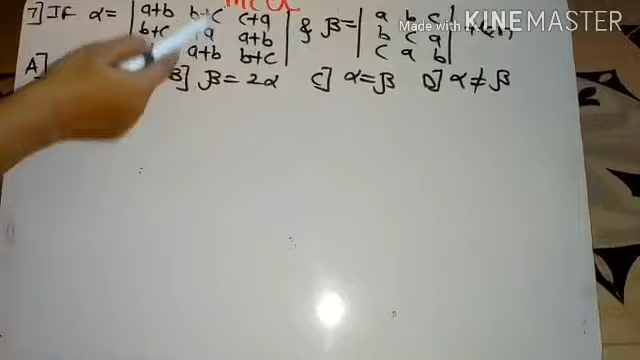 7] If α = | a+b b+c c+a | & β = | a b c |
b+c a a+b | b c a |
a+b b+c | c a b |
A] B] β = 2α C] α = β D] α ≠ β
Made With
KINEMASTER